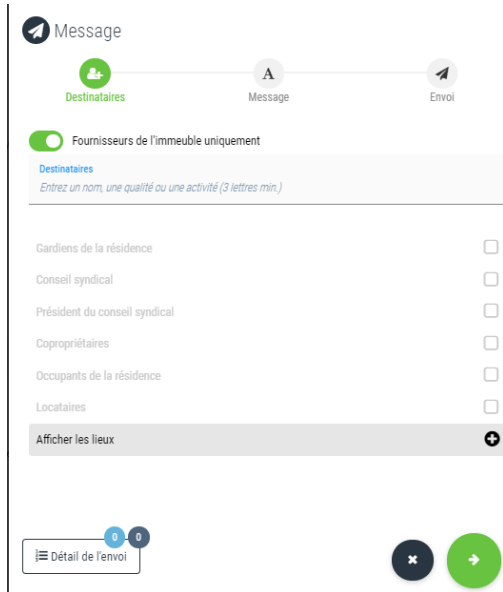 Message
Destinataires
A
Message
Envoi
Fournisseurs de l'immeuble uniquement
Destinataires
Entrez un nom, une qualité ou une activité (3 lettres min.)
Gardiens de la résidence
Conseil syndical
Président du conseil syndical
Copropriétaires
Occupants de la résidence
Locataires
Afficher les lieux
0 0
Détail de l'envoi